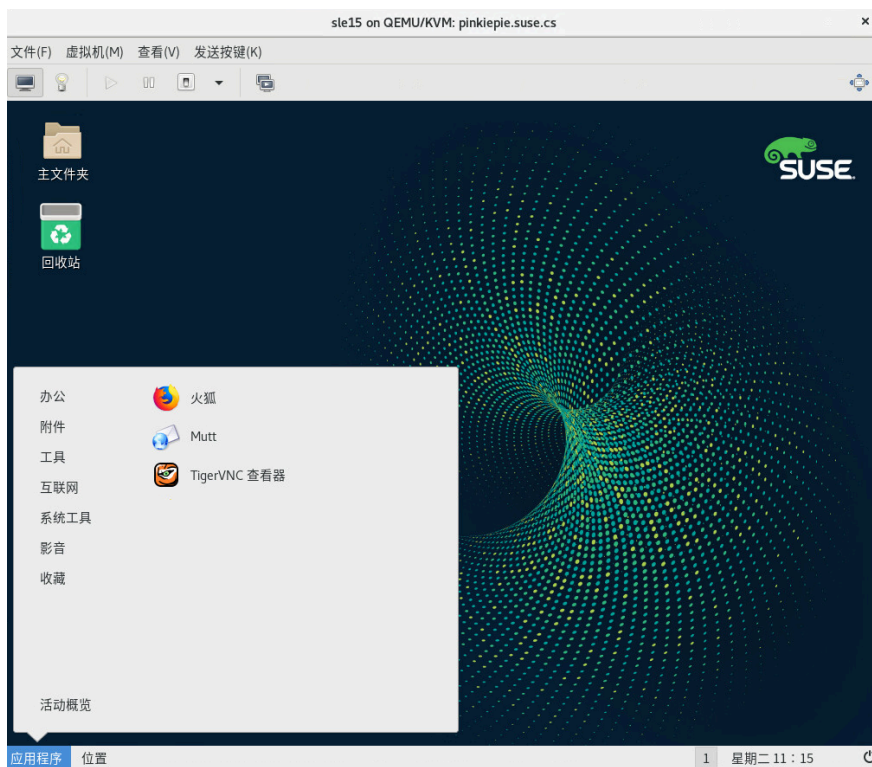 sle15 on QEMU/KVM: pinkiepie.suse.cs ×
文件(F) 虚拟机(M) 查看(V) 发送按键(K)
主文件夹
SUSE.
回收站
办公
火狐
附件
Mutt
工具
TigerVNC 查看器
互联网
系统工具
影音
收藏
活动概览
应用程序 位置 1 星期二 11：15